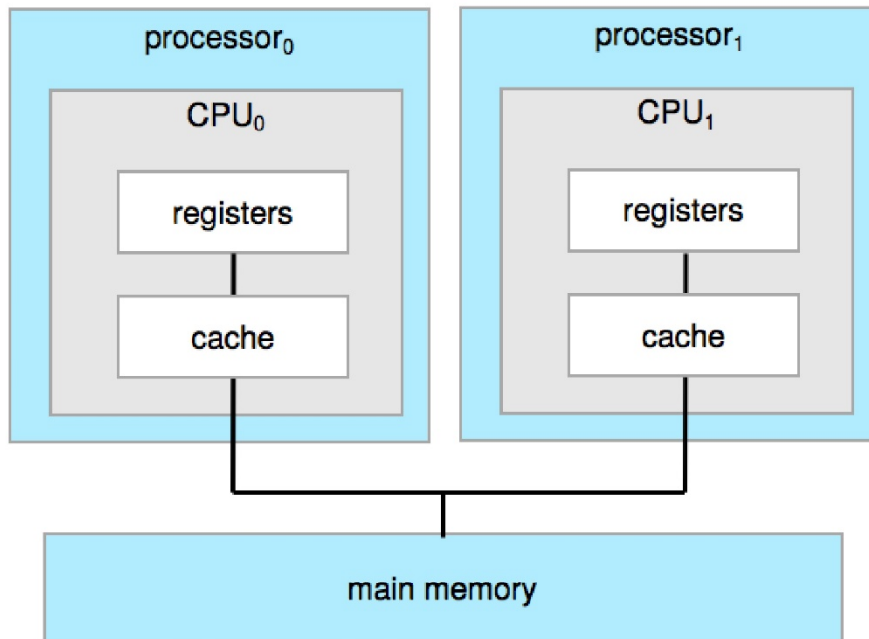 processor₀
CPU₀
registers
cache
processor₁
CPU₁
registers
cache
main memory